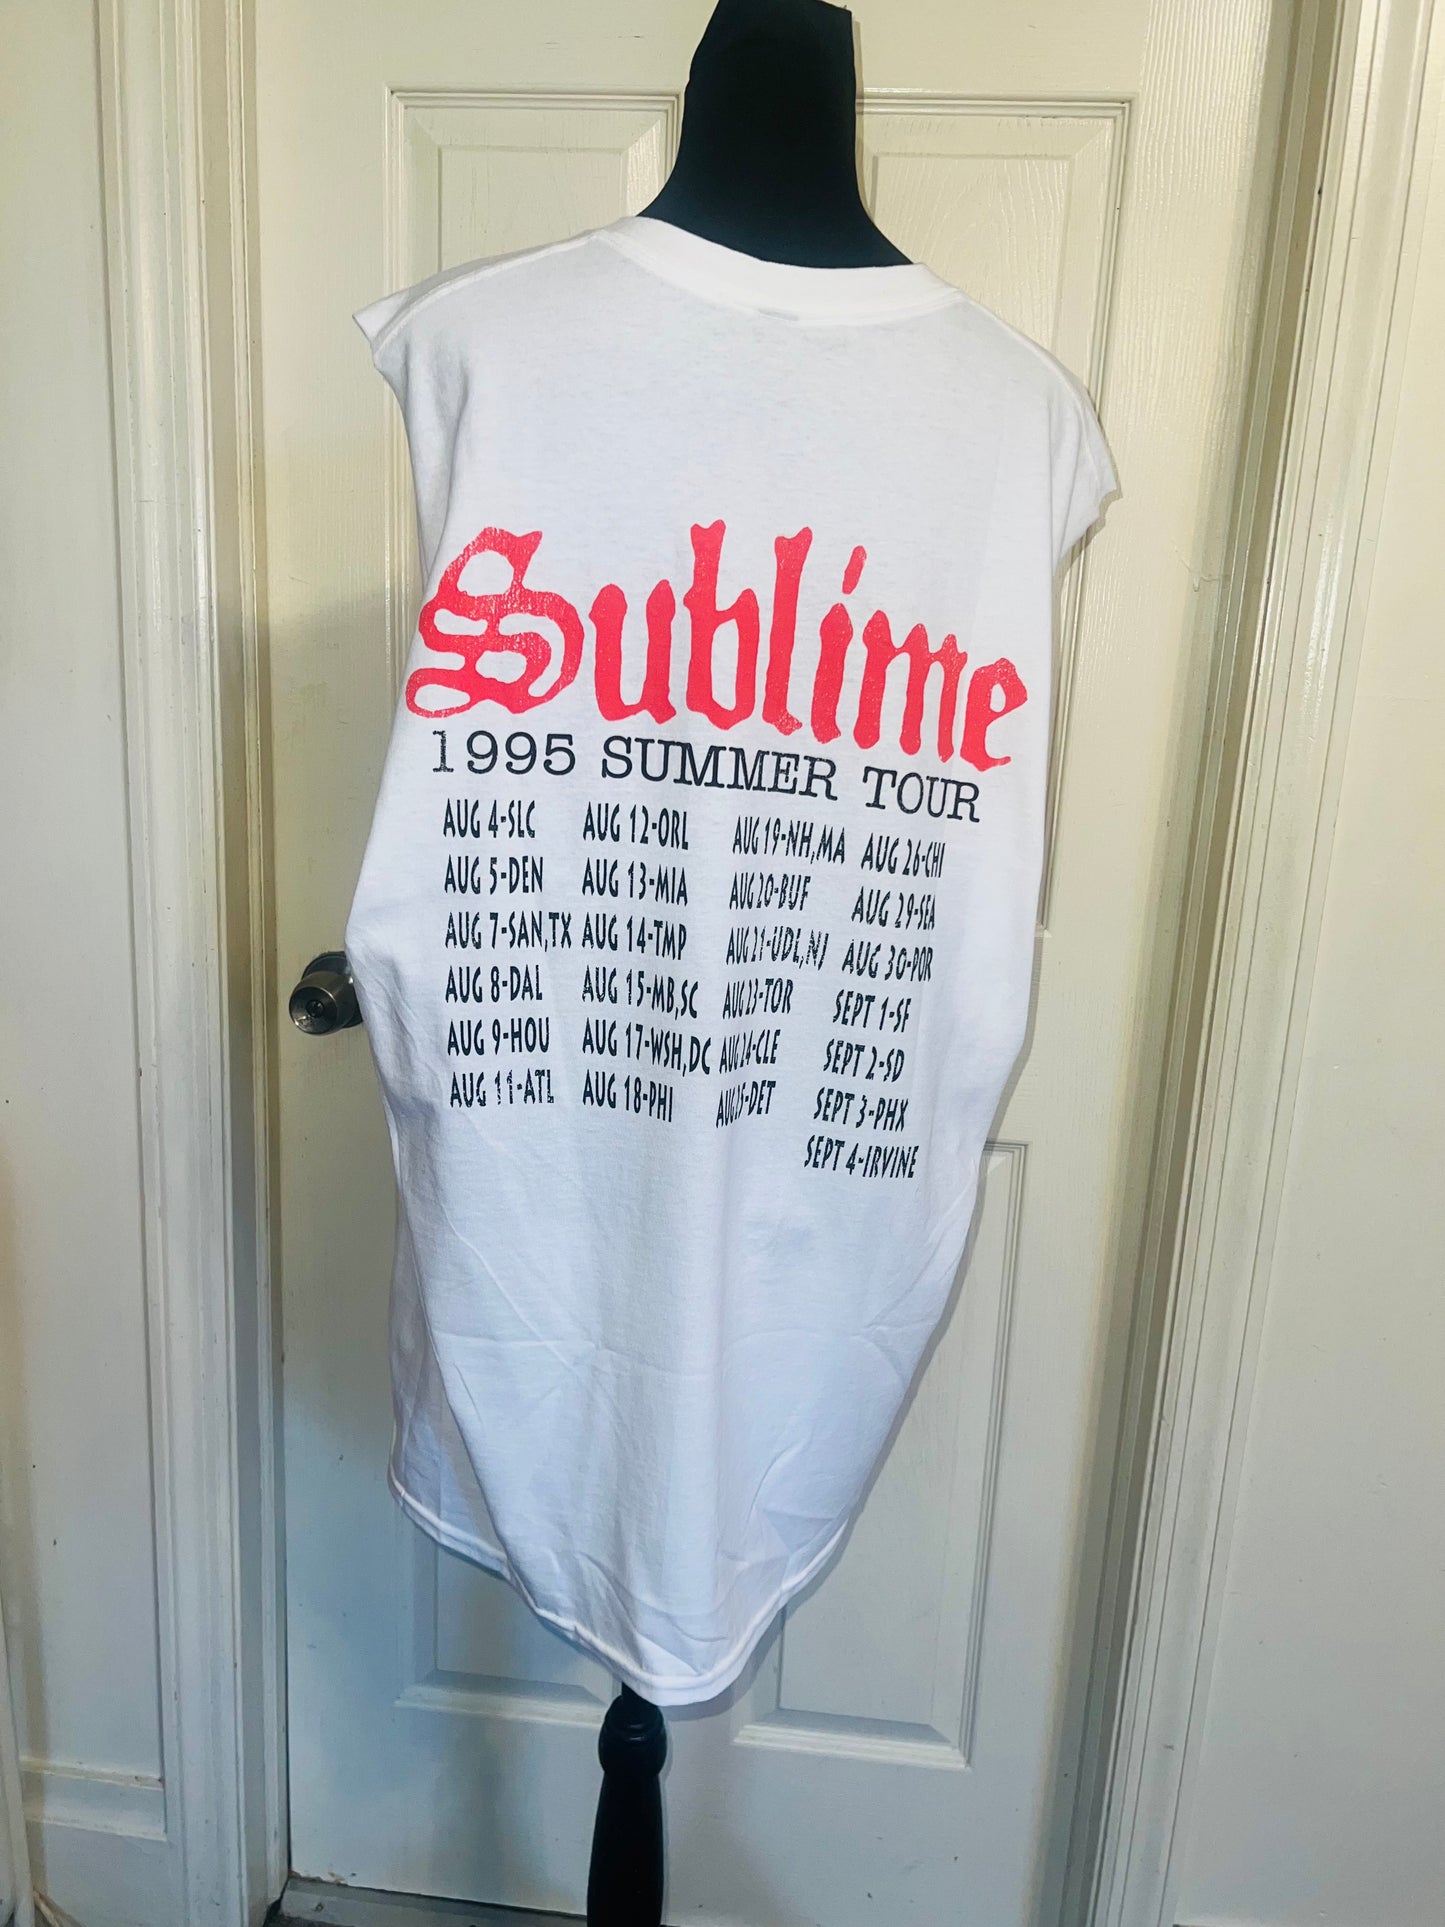 Sublime
1995 SUMMER TOUR
AUG 4-SLC
AUG 5-DEN
AUG 7-SAN,TX
AUG 8-DAL
AUG 9-HOU
AUG 11-ATL
AUG 12-ORL
AUG 13-MIA
AUG 14-TMP
AUG 15-MB,SC
AUG 17-WSH,DC
AUG 18-PHI
AUG 19-NH,MA
AUG 20-BUF
AUG 21-UDL,NJ
AUG 23-TOR
AUG 24-CLE
AUG 25-DET
AUG 26-CHI
AUG 29-SEA
AUG 30-POR
SEPT 1-SF
SEPT 2-SD
SEPT 3-PHX
SEPT 4-IRVINE